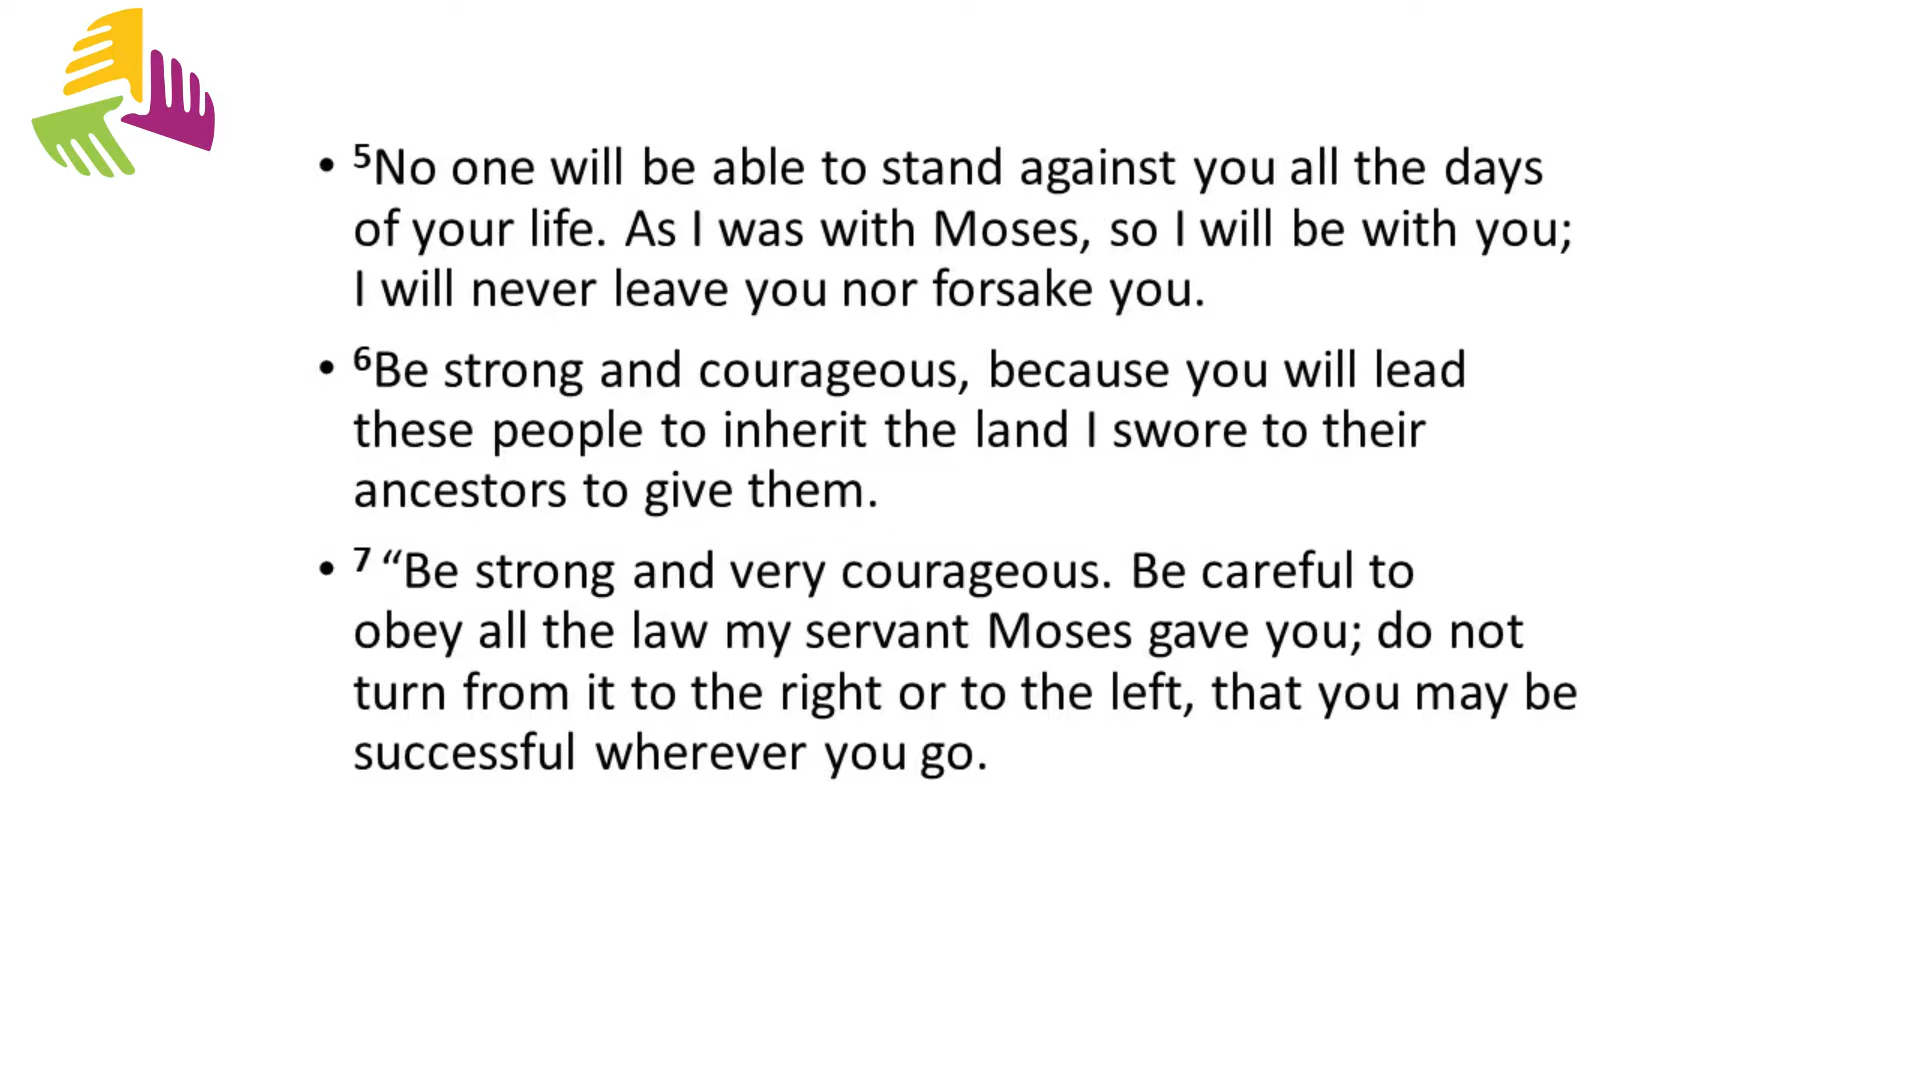 • ⁵No one will be able to stand against you all the days
of your life. As I was with Moses, so I will be with you;
I will never leave you nor forsake you.
• ⁶Be strong and courageous, because you will lead
these people to inherit the land I swore to their
ancestors to give them.
• ⁷ “Be strong and very courageous. Be careful to
obey all the law my servant Moses gave you; do not
turn from it to the right or to the left, that you may be
successful wherever you go.